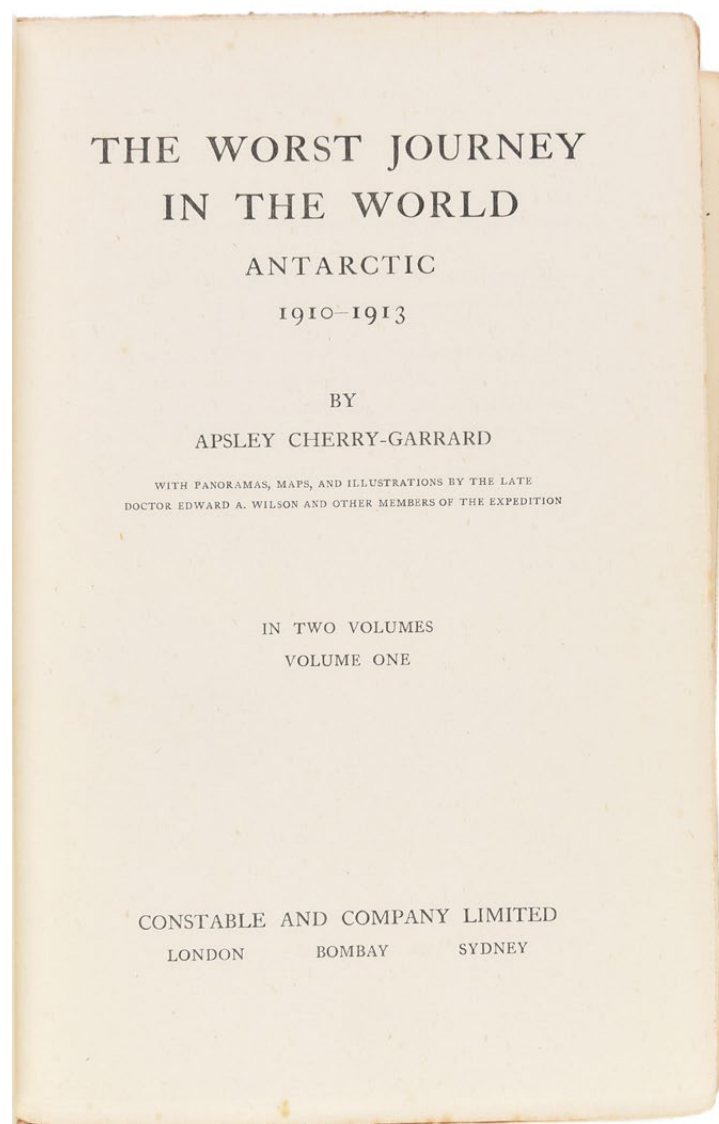 THE WORST JOURNEY
IN THE WORLD
ANTARCTIC
1910–1913
BY
APSLEY CHERRY-GARRARD
WITH PANORAMAS, MAPS, AND ILLUSTRATIONS BY THE LATE
DOCTOR EDWARD A. WILSON AND OTHER MEMBERS OF THE EXPEDITION
IN TWO VOLUMES
VOLUME ONE
CONSTABLE AND COMPANY LIMITED
LONDON BOMBAY SYDNEY